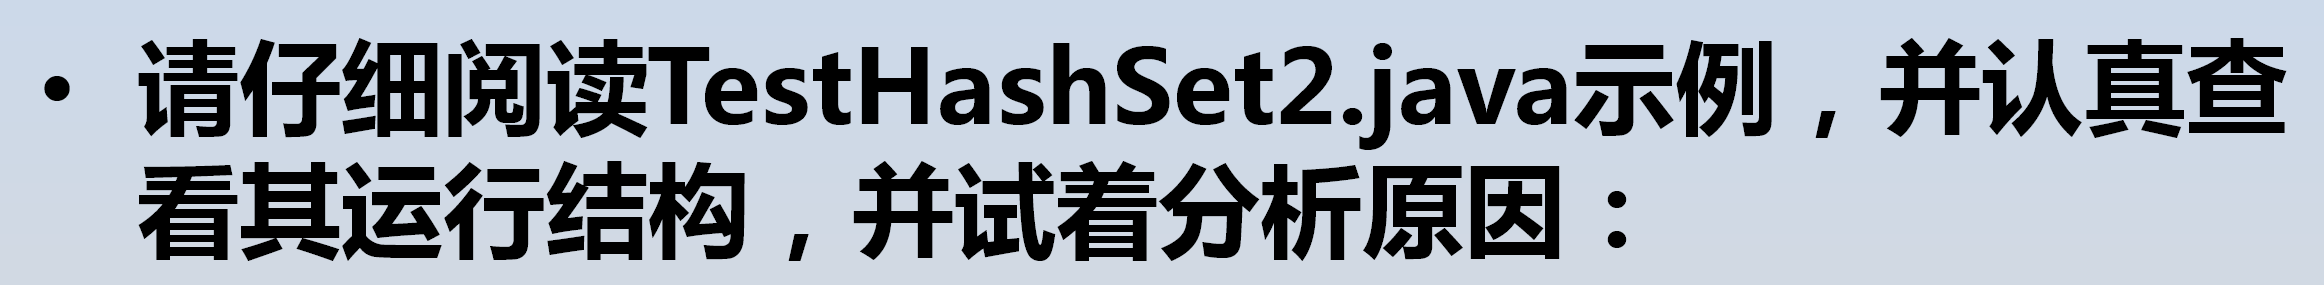 • 请仔细阅读TestHashSet2.java示例，并认真查
看其运行结构，并试着分析原因：